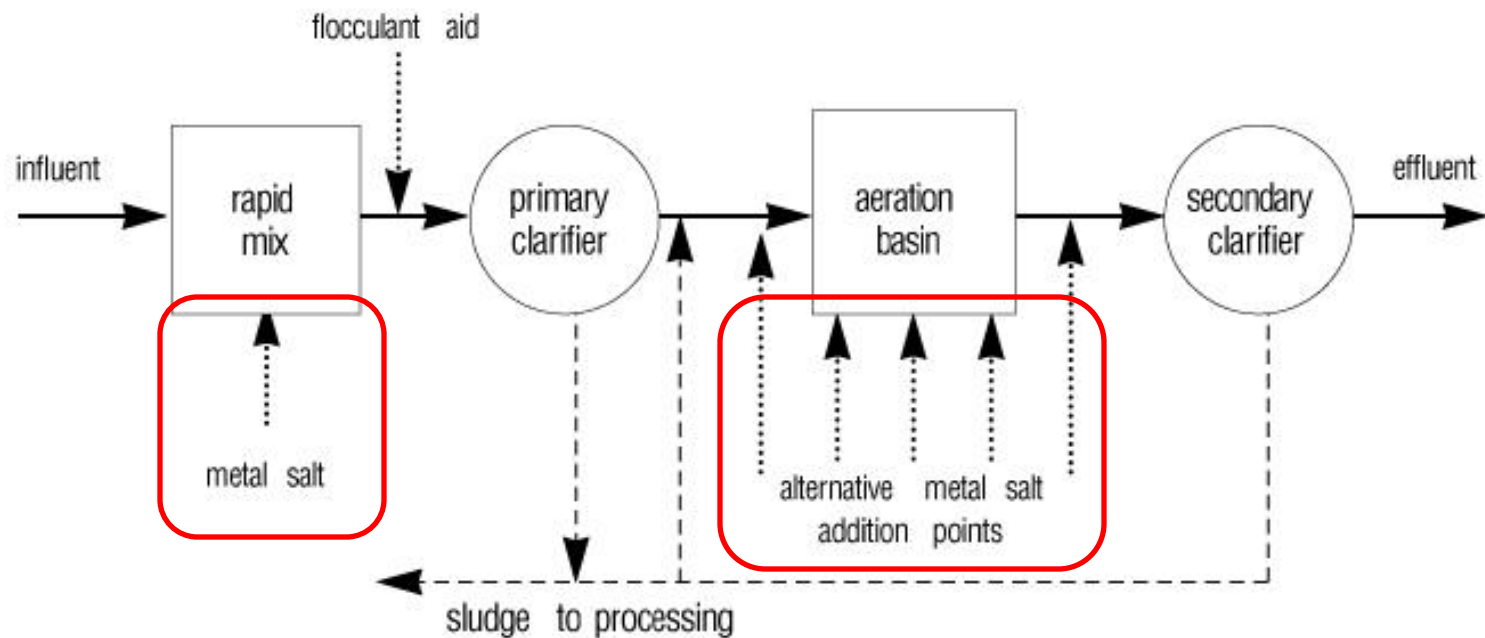 flocculant aid
influent
rapid
mix
primary
clarifier
aeration
basin
secondary
clarifier
effluent
metal salt
alternative metal salt
addition points
sludge to processing